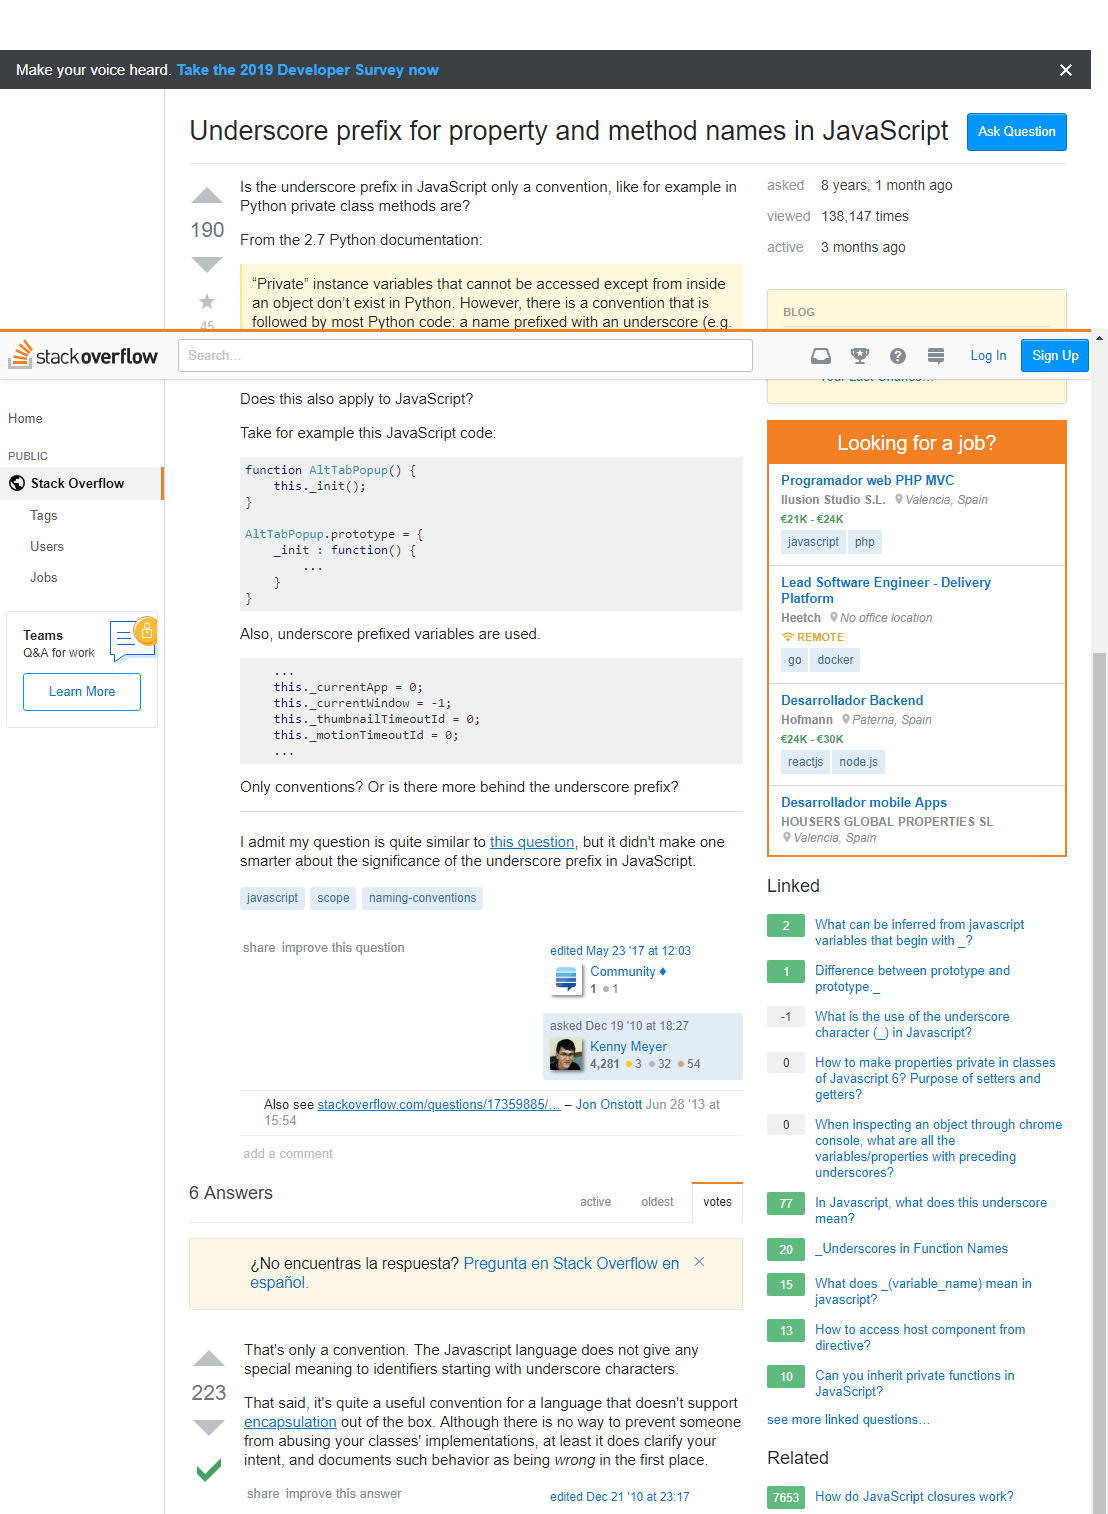 Make your voice heard. Take the 2019 Developer Survey now
Underscore prefix for property and method names in JavaScript
Ask Question
190
45
Is the underscore prefix in JavaScript only a convention, like for example in
Python private class methods are?
From the 2.7 Python documentation:
“Private” instance variables that cannot be accessed except from inside
an object don’t exist in Python. However, there is a convention that is
followed by most Python code: a name prefixed with an underscore (e.g.
asked 8 years, 1 month ago
viewed 138,147 times
active 3 months ago
BLOG
stackoverflow
Search…
Log In
Sign Up
Your Last Chance…
Home
PUBLIC
Stack Overflow
Tags
Users
Jobs
Teams
Q&A for work
Learn More
Does this also apply to JavaScript?
Take for example this JavaScript code:
function AltTabPopup() {
    this._init();
}
AltTabPopup.prototype = {
    _init : function() {
        ...
    }
}
Also, underscore prefixed variables are used.
    ...
    this._currentApp = 0;
    this._currentWindow = -1;
    this._thumbnailTimeoutId = 0;
    this._motionTimeoutId = 0;
    ...
Only conventions? Or is there more behind the underscore prefix?
I admit my question is quite similar to this question, but it didn't make one
smarter about the significance of the underscore prefix in JavaScript.
javascript scope naming-conventions
share improve this question
edited May 23 '17 at 12:03
Community ♦
1 ●1
asked Dec 19 '10 at 18:27
Kenny Meyer
4,281 ●3 ●32 ●54
Also see stackoverflow.com/questions/17359885/… – Jon Onstott Jun 28 '13 at
15:54
add a comment
6 Answers
active oldest votes
¿No encuentras la respuesta? Pregunta en Stack Overflow en
español.
223
That's only a convention. The Javascript language does not give any
special meaning to identifiers starting with underscore characters.
That said, it's quite a useful convention for a language that doesn't support
encapsulation out of the box. Although there is no way to prevent someone
from abusing your classes' implementations, at least it does clarify your
intent, and documents such behavior as being wrong in the first place.
share improve this answer
edited Dec 21 '10 at 23:17
Looking for a job?
Programador web PHP MVC
Ilusion Studio S.L. Valencia, Spain
€21K - €24K
javascript php
Lead Software Engineer - Delivery
Platform
Heetch No office location
REMOTE
go docker
Desarrollador Backend
Hofmann Paterna, Spain
€24K - €30K
reactjs node.js
Desarrollador mobile Apps
HOUSERS GLOBAL PROPERTIES SL
Valencia, Spain
Linked
2 What can be inferred from javascript
variables that begin with _?
1 Difference between prototype and
prototype._
-1 What is the use of the underscore
character (_) in Javascript?
0 How to make properties private in classes
of Javascript 6? Purpose of setters and
getters?
0 When inspecting an object through chrome
console, what are all the
variables/properties with preceding
underscores?
77 In Javascript, what does this underscore
mean?
20 _Underscores in Function Names
15 What does _(variable_name) mean in
javascript?
13 How to access host component from
directive?
10 Can you inherit private functions in
JavaScript?
see more linked questions…
Related
7653 How do JavaScript closures work?